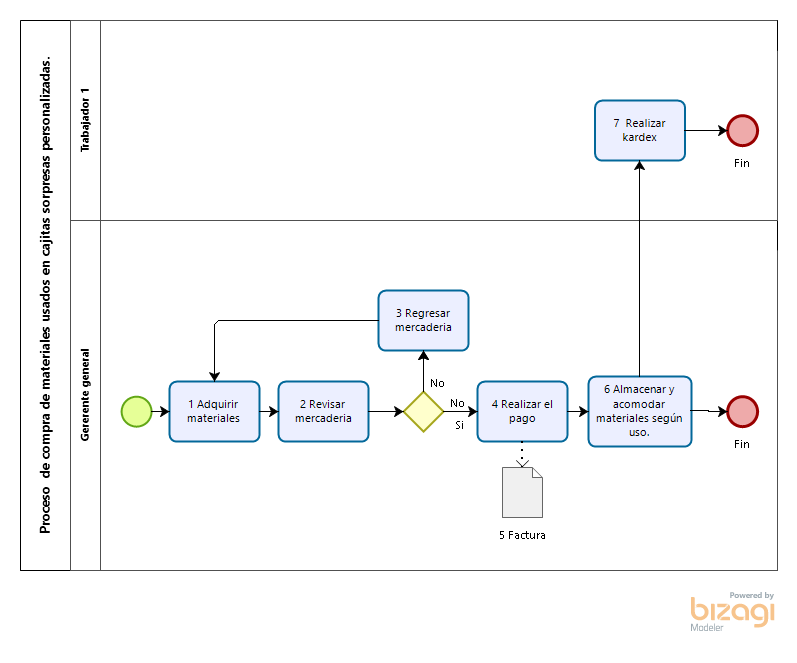 Proceso de compra de materiales usados en cajitas sorpresas personalizadas.
Trabajador 1
7 Realizar
kardex
Fin
Gererente general
3 Regresar
mercaderia
No
1 Adquirir
materiales
2 Revisar
mercaderia
No
Si
4 Realizar el
pago
6 Almacenar y
acomodar
materiales según
uso.
Fin
5 Factura
Powered by
bizagi
Modeler